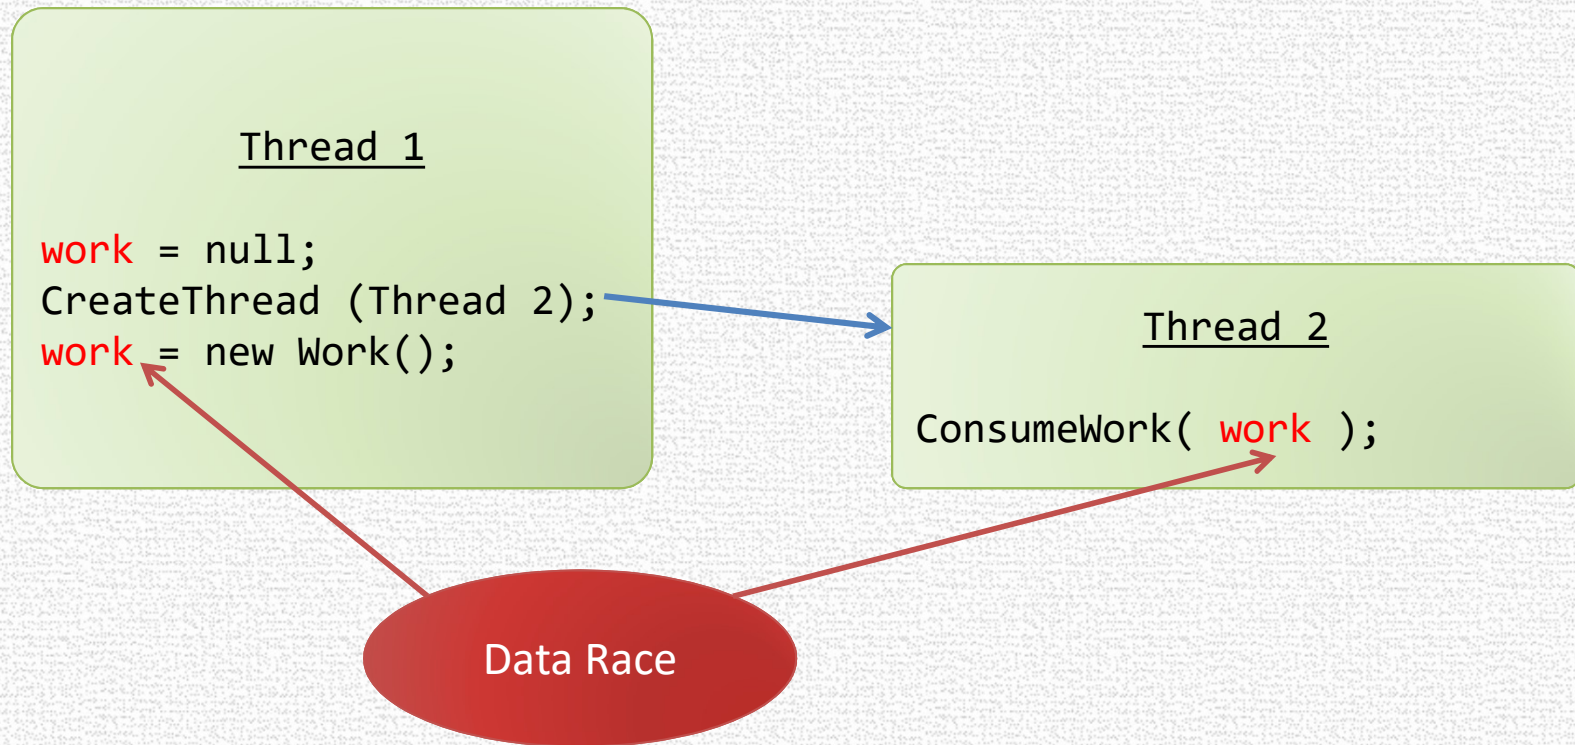 Thread 1
work = null;
CreateThread (Thread 2);
work = new Work();
Thread 2
ConsumeWork( work );
Data Race